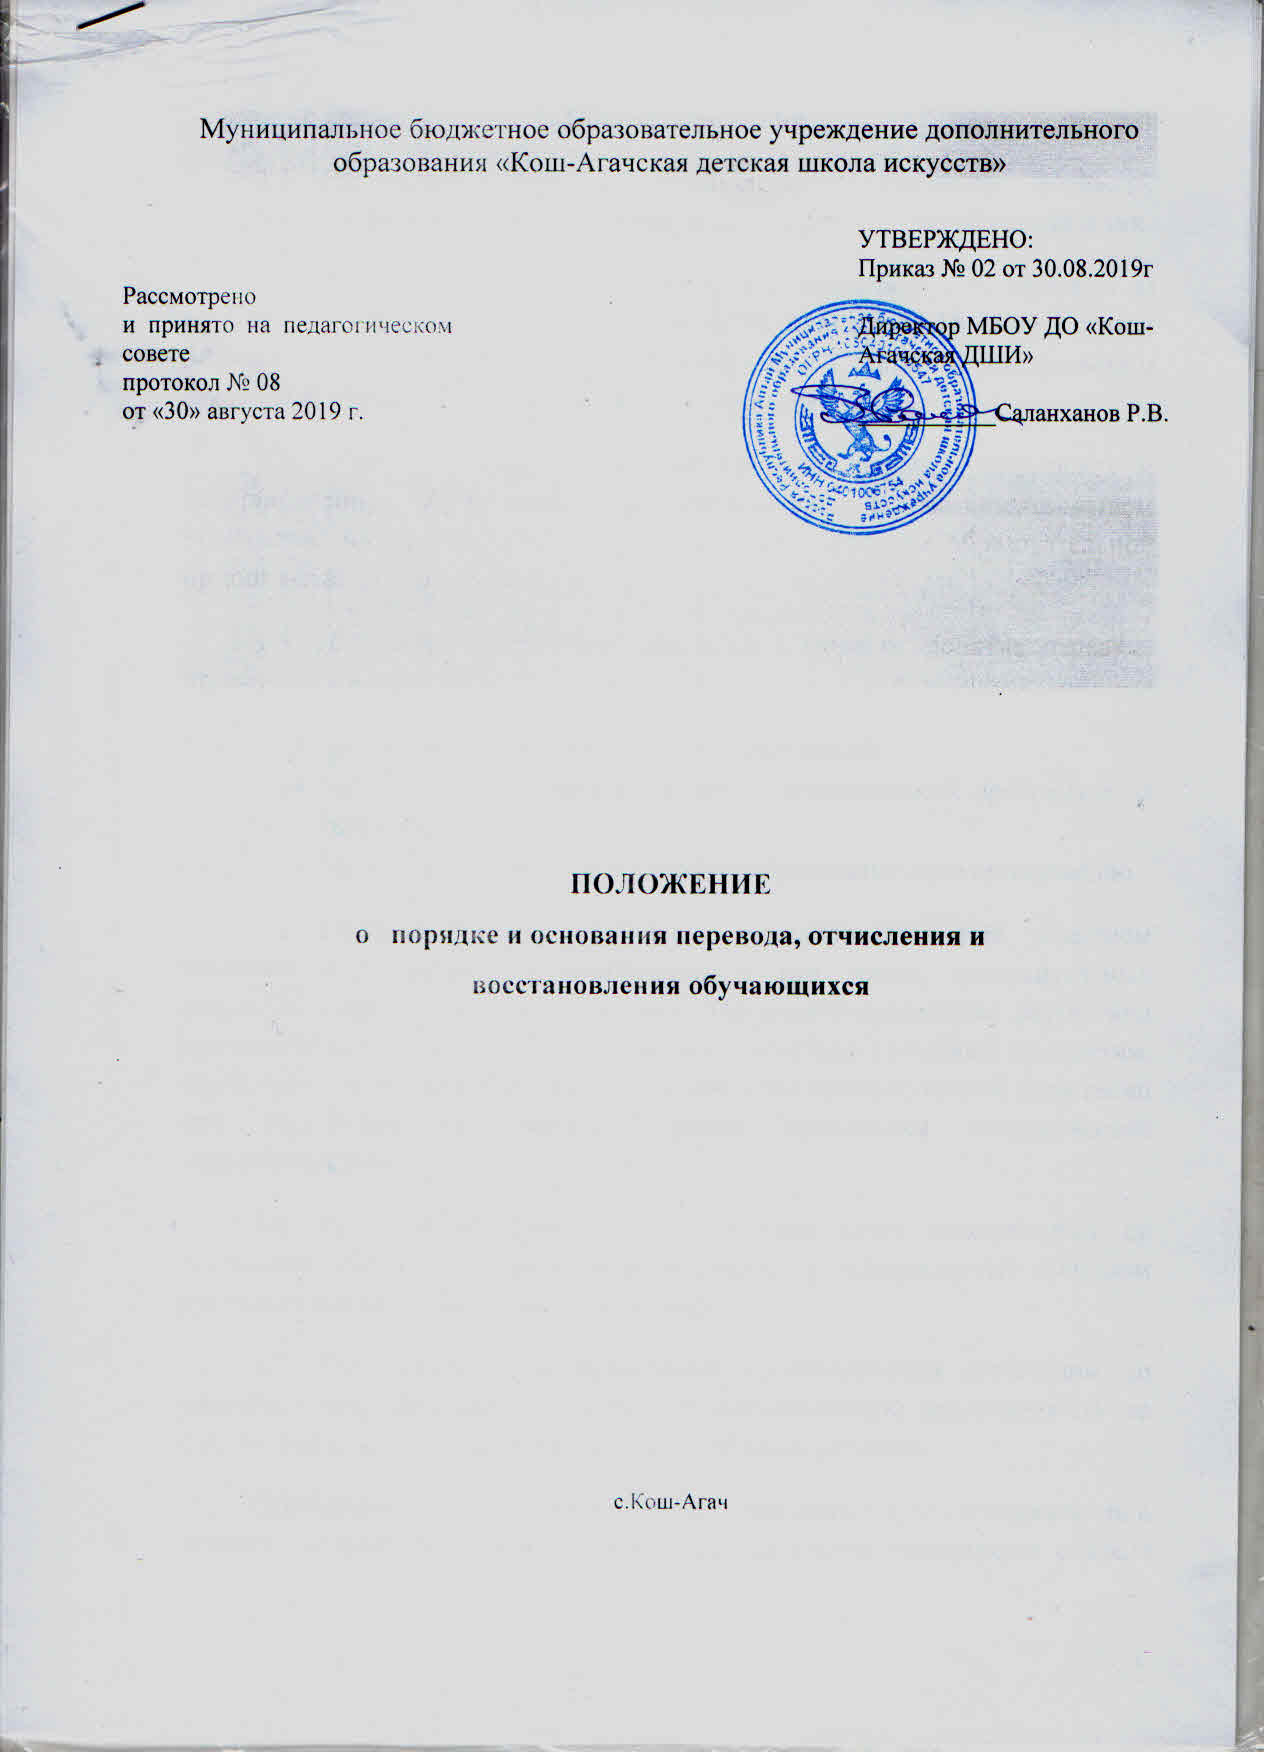 Муниципальное бюджетное образовательное учреждение дополнительного
образования «Кош-Агачская детская школа искусств»
УТВЕРЖДЕНО:
Приказ № 02 от 30.08.2019г
Рассмотрено
и принято на педагогическом
совете
протокол № 08
от «30» августа 2019 г.
Директор МБОУ ДО «Кош-
Агачская ДШИ»
Саланханов Р.В.
ИНН 0401006754
ПОЛОЖЕНИЕ
о порядке и основания перевода, отчисления и
восстановления обучающихся
с.Кош-Агач